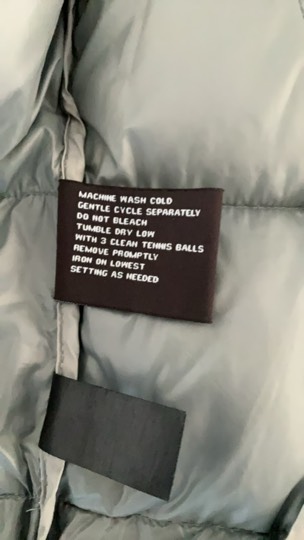 MACHINE WASH COLD
GENTLE CYCLE SEPARATELY
DO NOT BLEACH
TUMBLE DRY LOW
WITH 3 CLEAN TENNIS BALLS
REMOVE PROMPTLY
IRON ON LOWEST
SETTING AS NEEDED